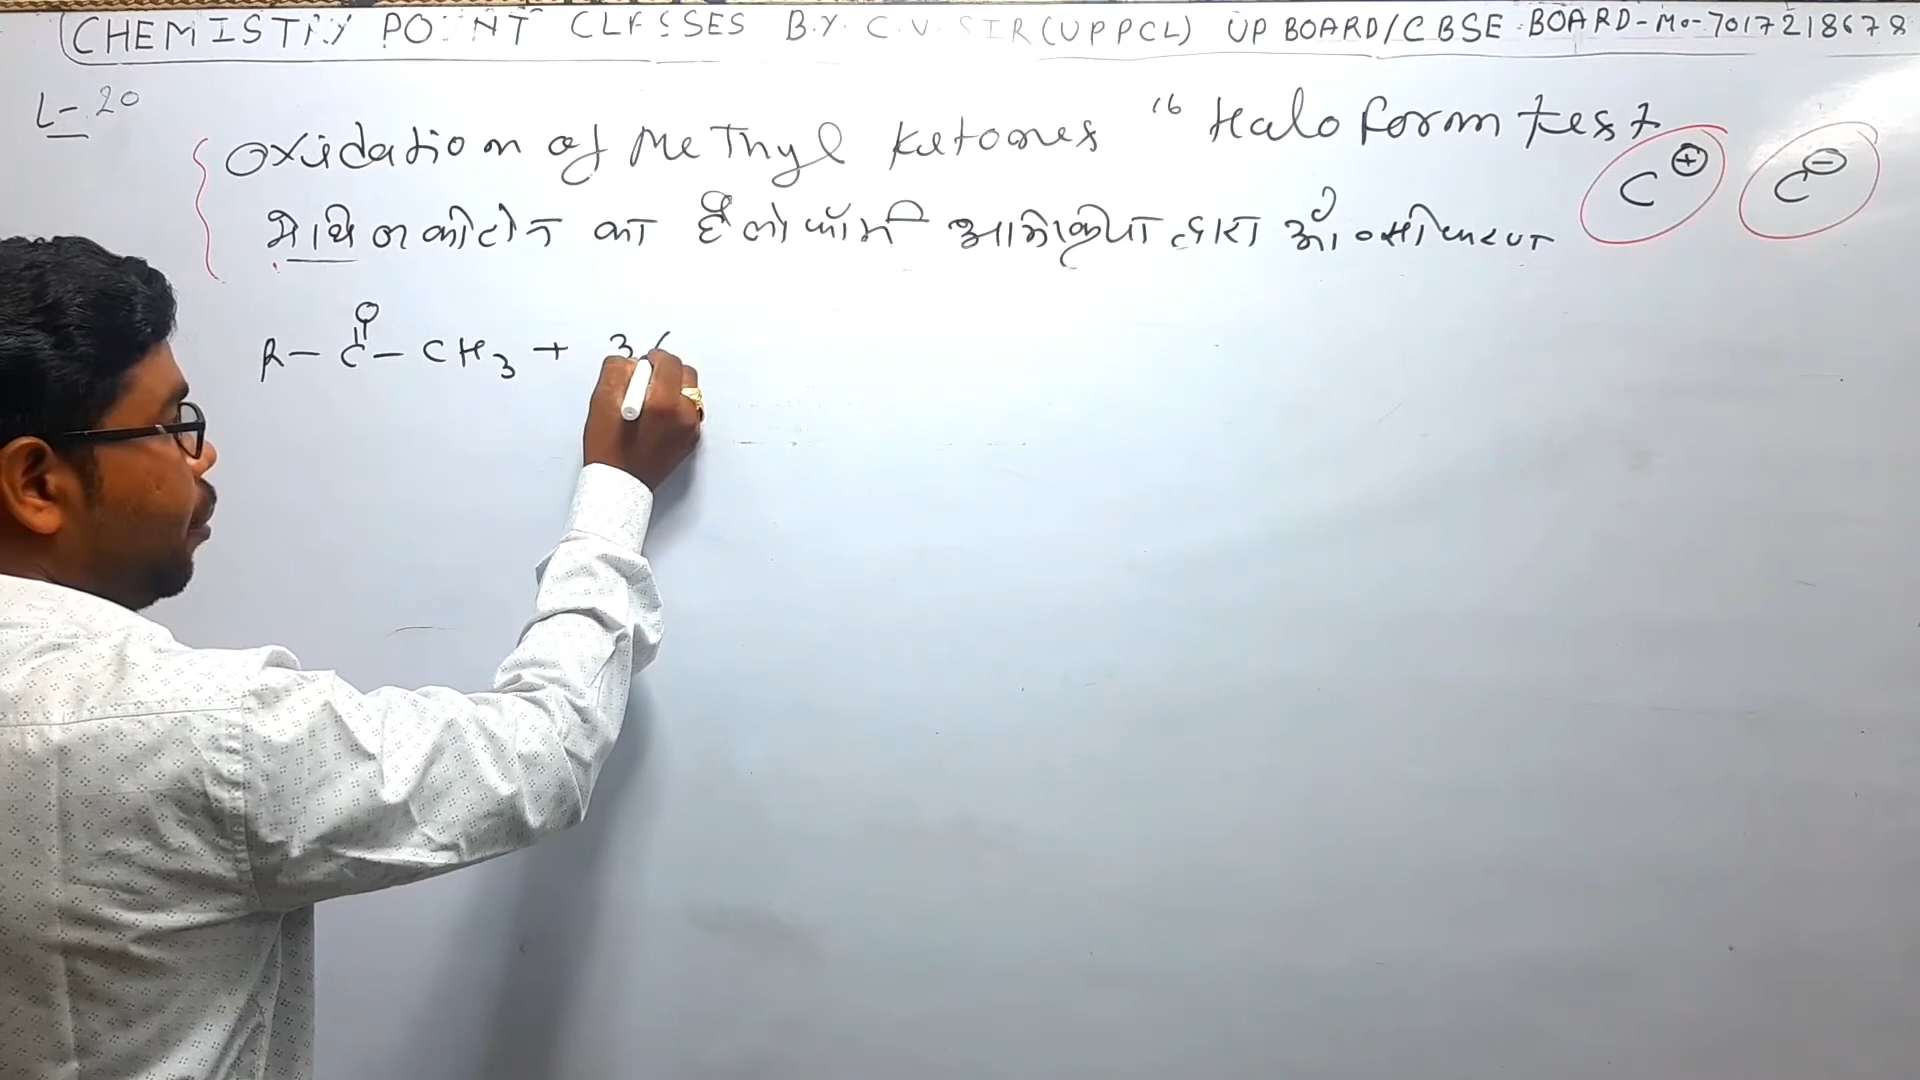 CHEMISTRY POINT CLASSES B.Y. C.V. SIR (UPPCL) UP BOARD/CBSE BOARD-Mo-7017218678
L-20
Oxidation of Methyl Ketones "Haloform test
मेथिल कीटोन का हैलोफॉर्म अभिक्रिया द्वारा ऑक्सीकरण
C⊕ C⊖
O
R-C-CH3 + 3